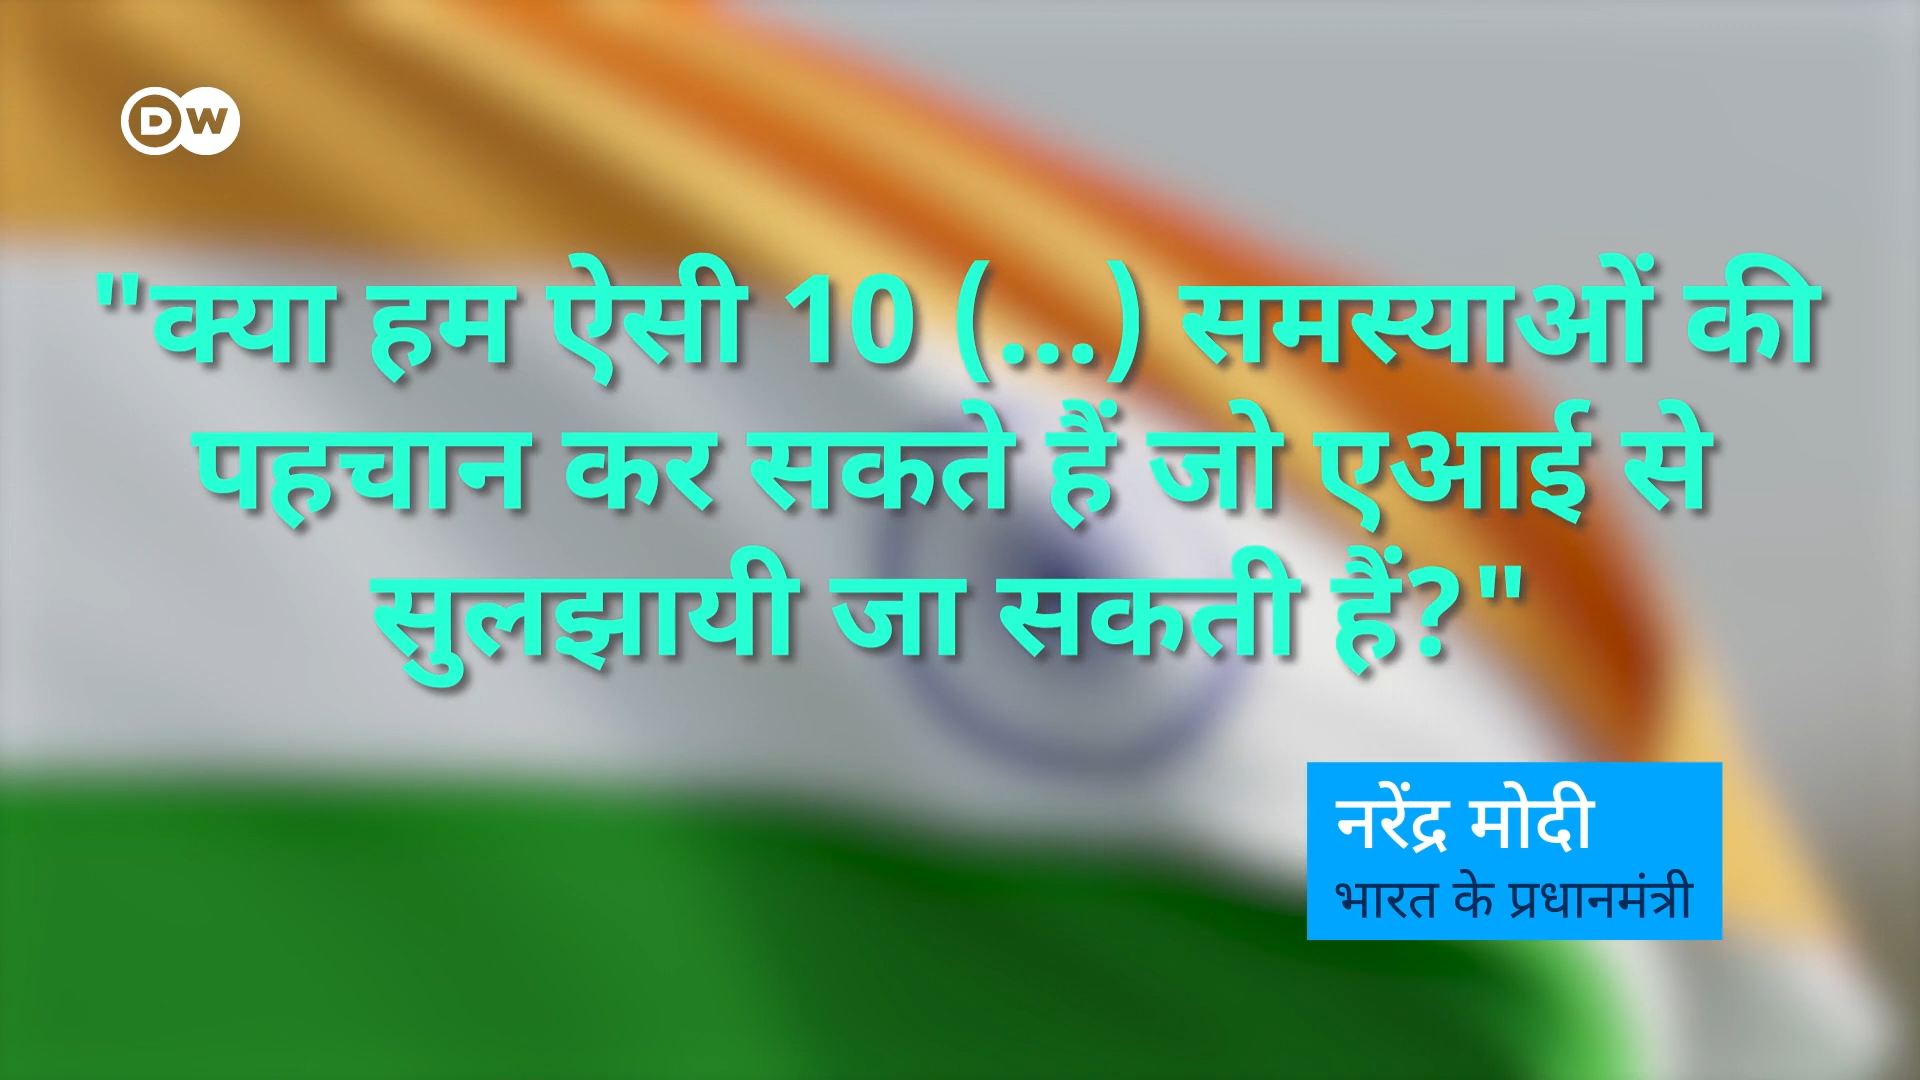 DW
"क्या हम ऐसी 10 (...) समस्याओं की
पहचान कर सकते हैं जो एआई से
सुलझायी जा सकती हैं?"
नरेंद्र मोदी
भारत के प्रधानमंत्री